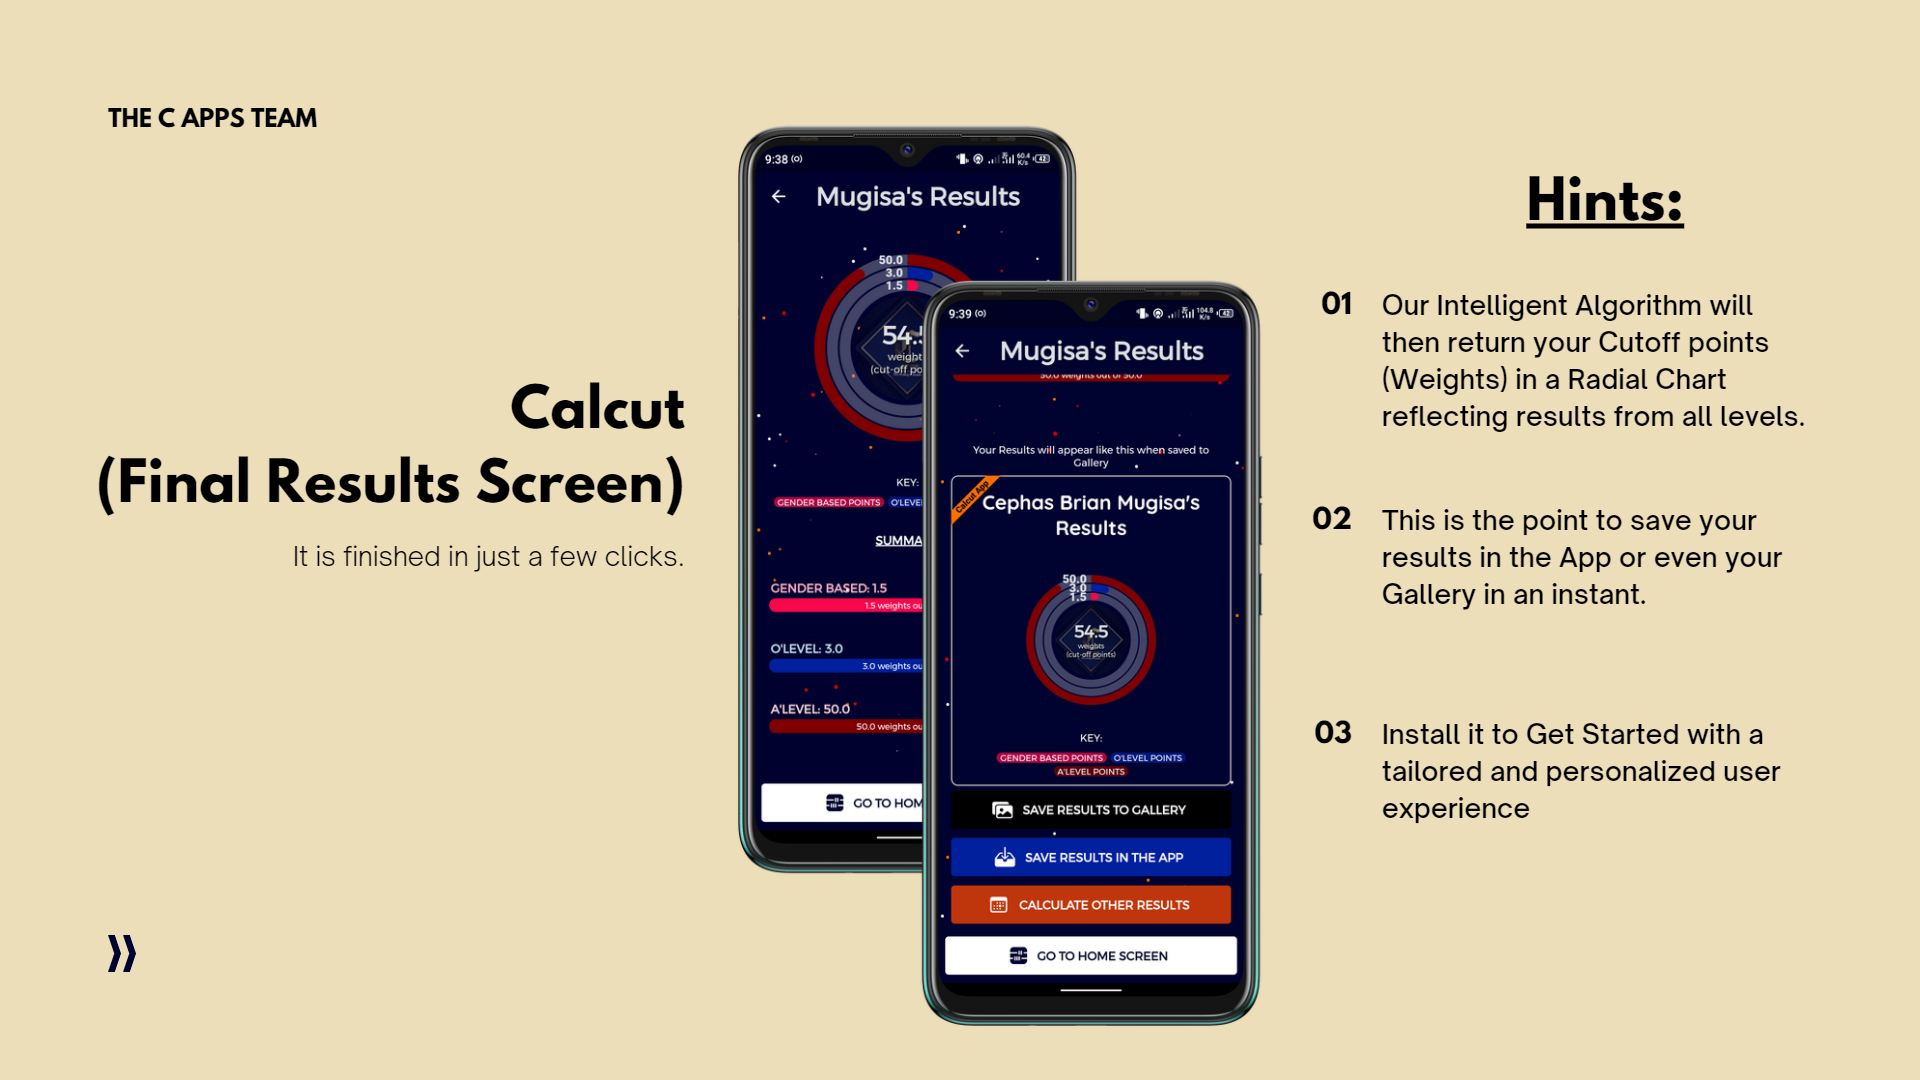 THE C APPS TEAM
Calcut
(Final Results Screen)
It is finished in just a few clicks.
9:38
60.4
K/s
42
Mugisa's Results
50.0
3.0
1.5
weight
(cut-off po
KEY:
GENDER BASED POINTS O'LEVE
SUMMA
GENDER BASED: 1.5
1.5 weights ou
O'LEVEL: 3.0
3.0 weights ou
A'LEVEL: 50.0
50.0 weights ou
GO TO HOM
9:39
104.8
K/s
42
Mugisa's Results
50.0 weights out of 50.0
Your Results will appear like this when saved to
Gallery
Calcut App
Cephas Brian Mugisa's
Results
50.0
3.0
1.5
54.5
weights
(cut-off points)
KEY:
GENDER BASED POINTS O'LEVEL POINTS
A'LEVEL POINTS
SAVE RESULTS TO GALLERY
SAVE RESULTS IN THE APP
CALCULATE OTHER RESULTS
GO TO HOME SCREEN
Hints:
01 Our Intelligent Algorithm will
then return your Cutoff points
(Weights) in a Radial Chart
reflecting results from all levels.
02 This is the point to save your
results in the App or even your
Gallery in an instant.
03 Install it to Get Started with a
tailored and personalized user
experience